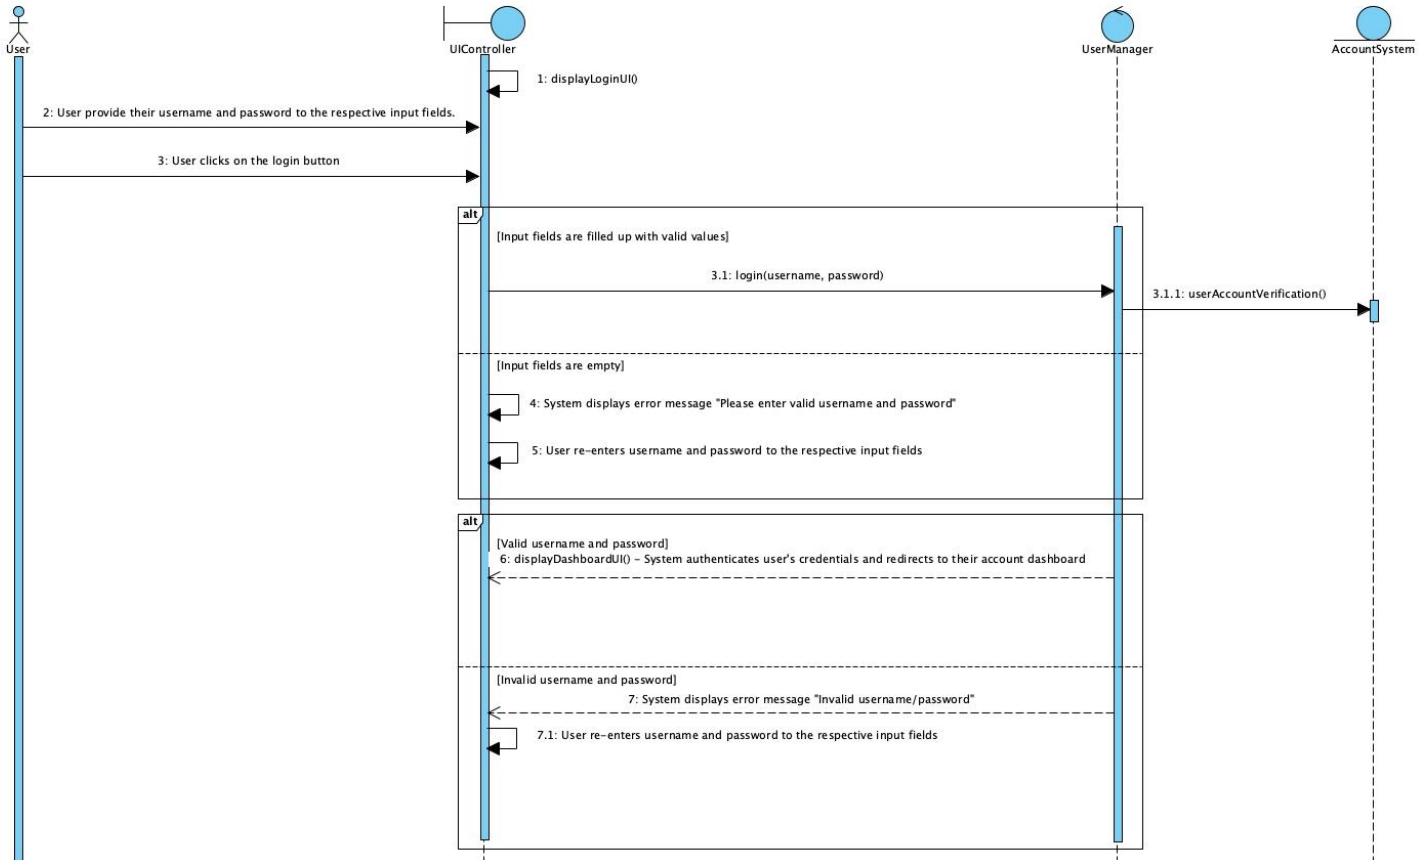 User
UIController
UserManager
AccountSystem
1: displayLoginUI()
2: User provide their username and password to the respective input fields.
3: User clicks on the login button
alt
[Input fields are filled up with valid values]
3.1: login(username, password)
3.1.1: userAccountVerification()
[Input fields are empty]
4: System displays error message "Please enter valid username and password"
5: User re-enters username and password to the respective input fields
alt
[Valid username and password]
6: displayDashboardUI() - System authenticates user's credentials and redirects to their account dashboard
[Invalid username and password]
7: System displays error message "Invalid username/password"
7.1: User re-enters username and password to the respective input fields